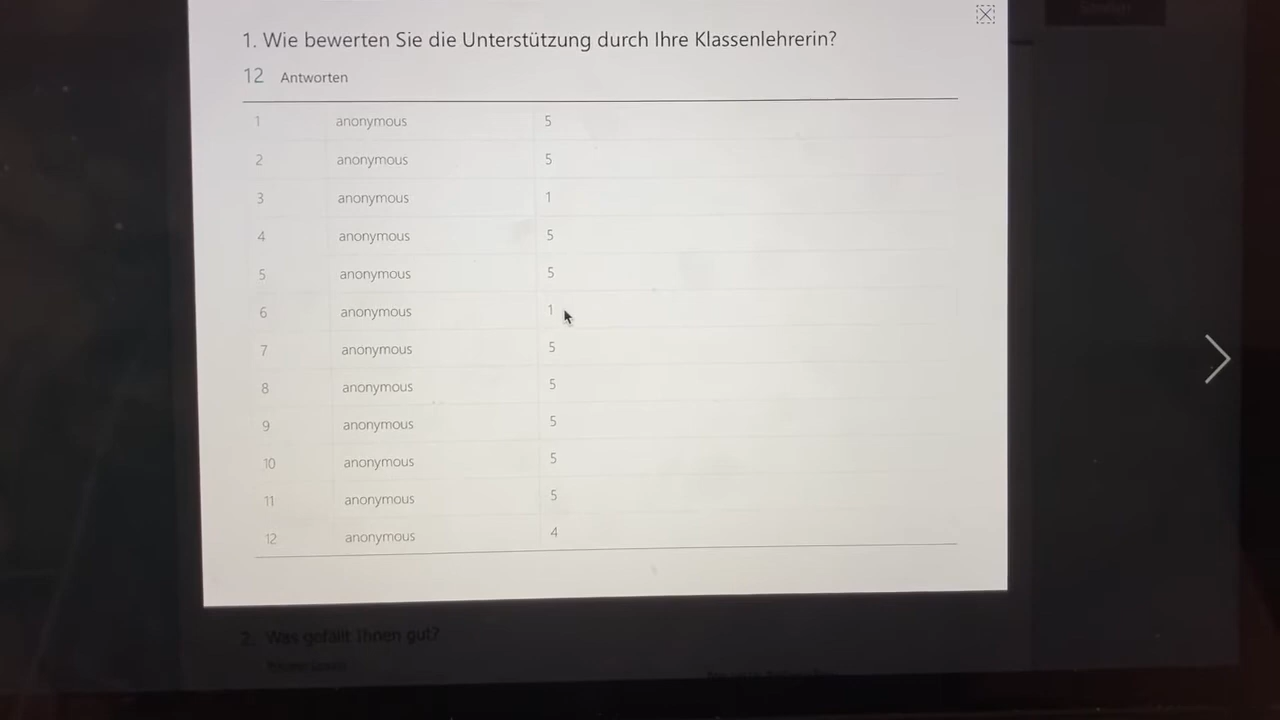 1. Wie bewerten Sie die Unterstützung durch Ihre Klassenlehrerin?
12 Antworten
1 anonymous 5
2 anonymous 5
3 anonymous 1
4 anonymous 5
5 anonymous 5
6 anonymous 1
7 anonymous 5
8 anonymous 5
9 anonymous 5
10 anonymous 5
11 anonymous 5
12 anonymous 4
2. Was gefällt Ihnen gut?